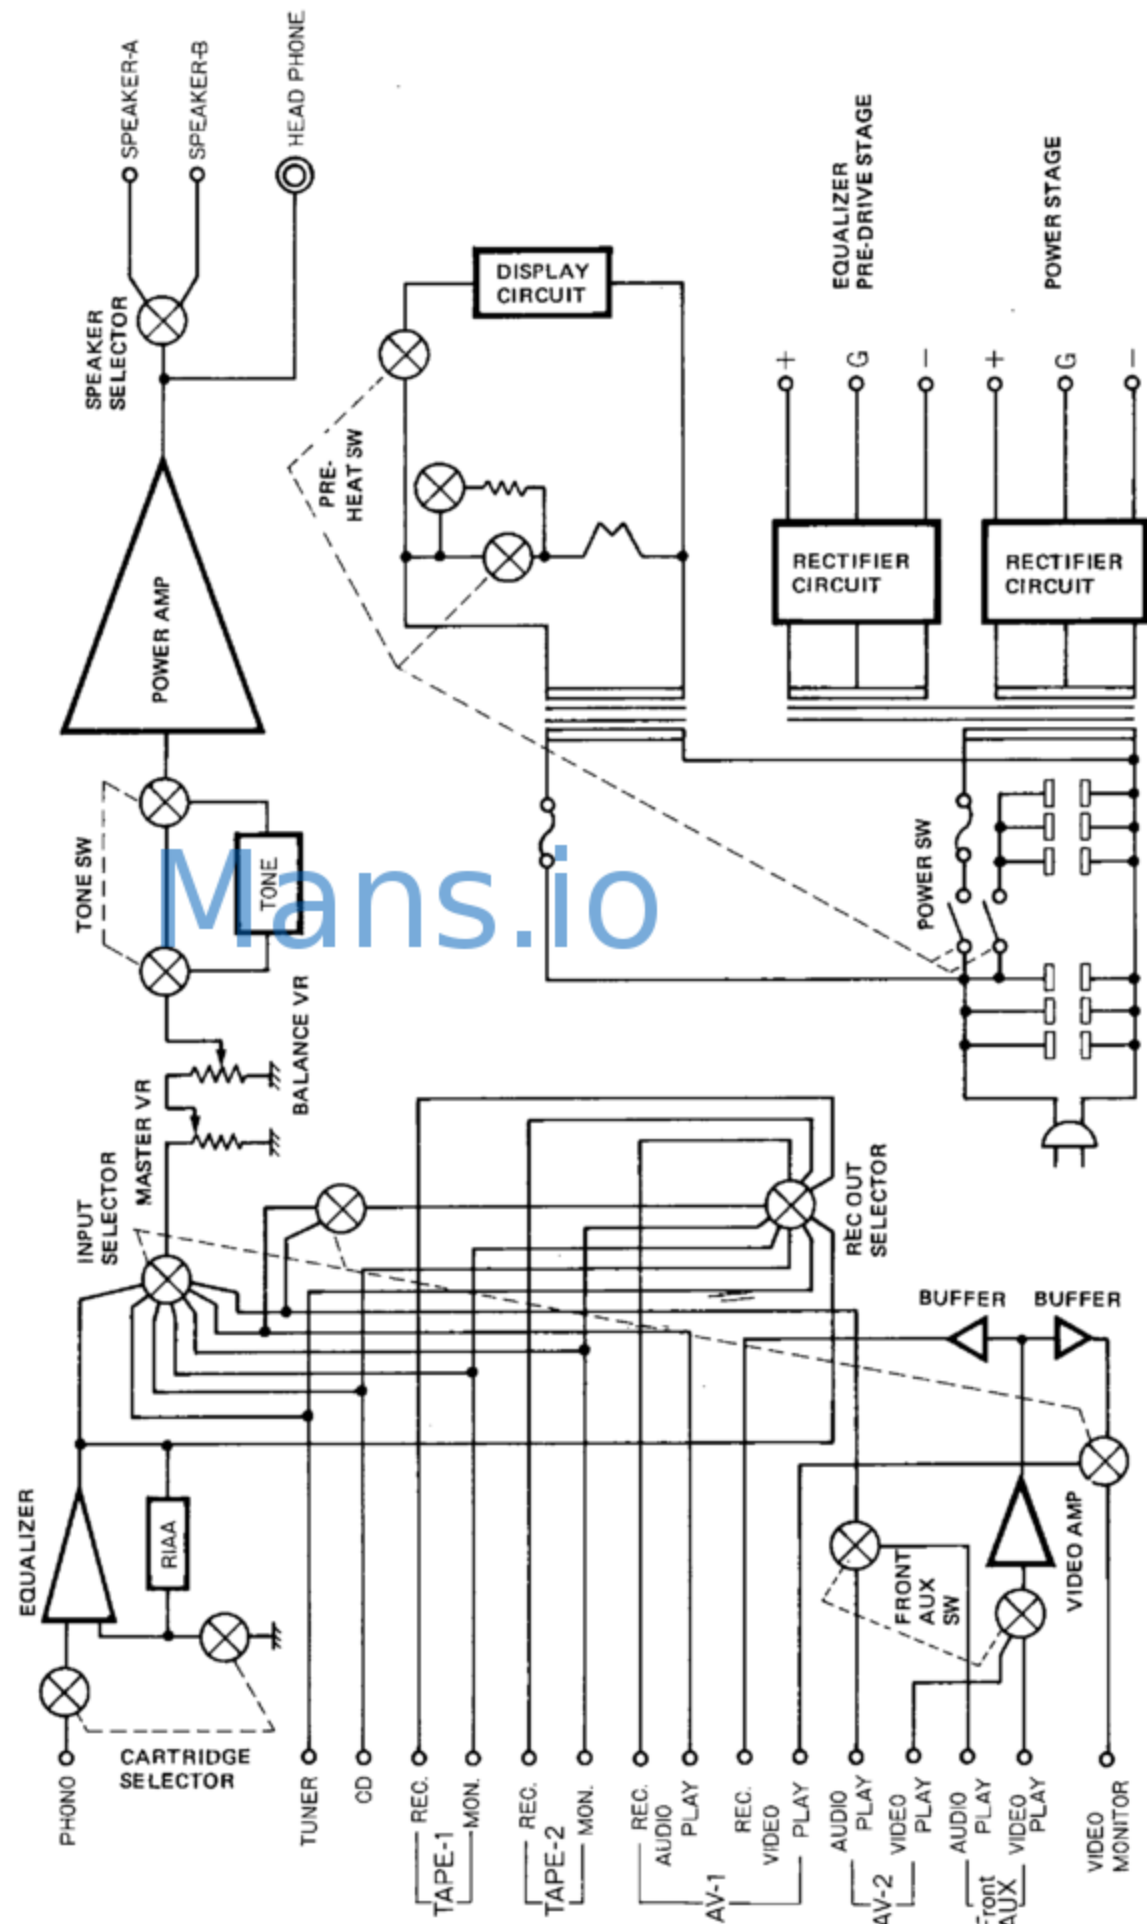 SPEAKER-A
SPEAKER-B
HEAD PHONE
SPEAKER
SELECTOR
DISPLAY
CIRCUIT
EQUALIZER
PRE-DRIVE STAGE
POWER STAGE
+
G
−
+
G
−
PRE-
HEAT SW
POWER AMP
RECTIFIER
CIRCUIT
RECTIFIER
CIRCUIT
TONE SW
TONE
Mans.io
POWER SW
BALANCE VR
MASTER VR
INPUT
SELECTOR
REC OUT
SELECTOR
BUFFER
BUFFER
EQUALIZER
RIAA
FRONT
AUX
SW
VIDEO AMP
CARTRIDGE
SELECTOR
PHONO
TUNER
CD
REC.
MON.
TAPE-1
REC.
MON.
TAPE-2
REC.
AUDIO
PLAY
REC.
VIDEO
PLAY
AV-1
AUDIO
PLAY
VIDEO
PLAY
AV-2
AUDIO
PLAY
VIDEO
PLAY
Front
AUX
VIDEO
MONITOR